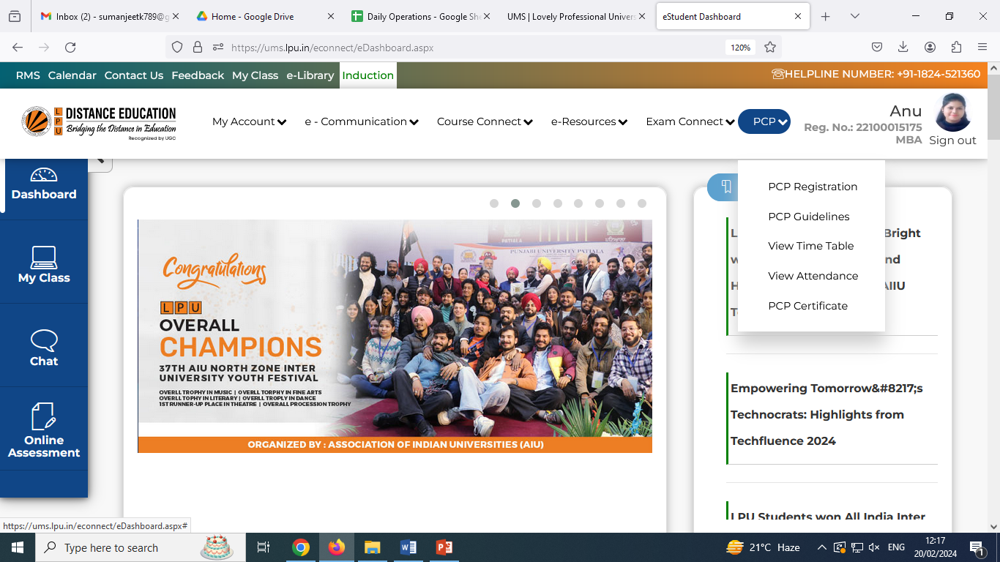 Inbox (2) - sumanjeetk789@g
Home - Google Drive
Daily Operations - Google She
UMS | Lovely Professional Univers
eStudent Dashboard
https://ums.lpu.in/econnect/eDashboard.aspx
120%
RMS Calendar Contact Us Feedback My Class e-Library Induction
HELPLINE NUMBER: +91-1824-521360
LPU DISTANCE EDUCATION
Bridging the Distance in Education
Recognized by UGC
My Account e - Communication Course Connect e-Resources Exam Connect PCP
Anu
Reg. No.: 22100015175
MBA
Sign out
Dashboard
My Class
Chat
Online
Assessment
PCP Registration
PCP Guidelines
View Time Table
View Attendance
PCP Certificate
PUNJABI UNIVERSITY PATIALA
Congratulations
LPU
OVERALL
CHAMPIONS
37TH AIU NORTH ZONE INTER
UNIVERSITY YOUTH FESTIVAL
OVERLL TROPHY IN MUSIC | OVERLL TORPHY IN FINE ARTS
OVERLL TOPHY IN LITERARY | OVERLL TROPLY IN DANCE
1ST RUNNER-UP PLACE IN THEATRE | OVERALL PROCESSION TROPHY
ORGANIZED BY : ASSOCIATION OF INDIAN UNIVERSITIES (AIU)
Bright
Empowering Tomorrow&#8217;s
Technocrats: Highlights from
Techfluence 2024
LPU Students won All India Inter
https://ums.lpu.in/econnect/eDashboard.aspx#
Type here to search
21°C Haze
ENG
12:17
20/02/2024
1